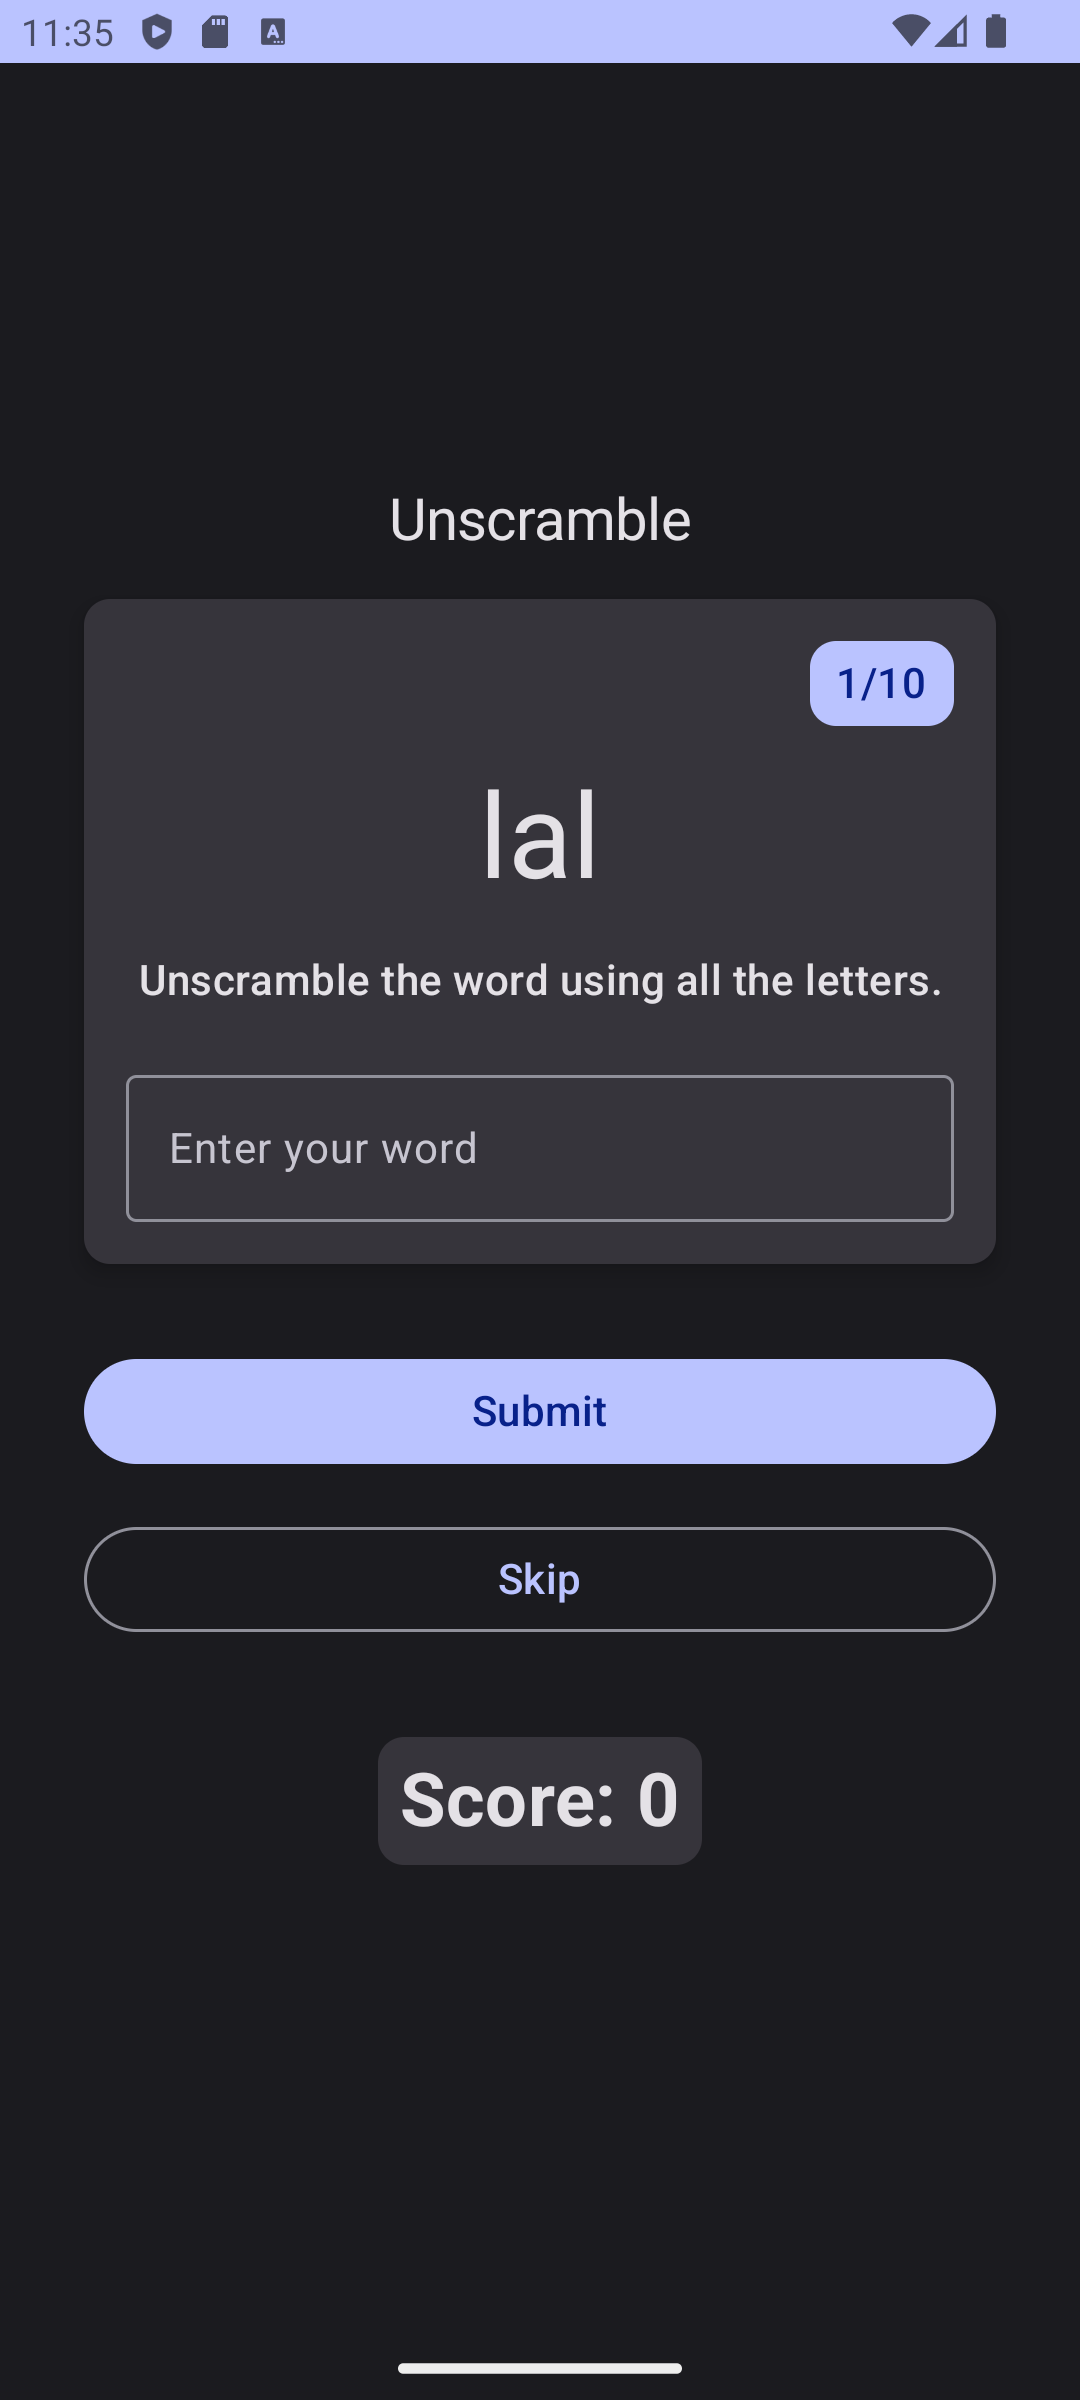 11:35
Unscramble
1/10
lal
Unscramble the word using all the letters.
Enter your word
Submit
Skip
Score: 0